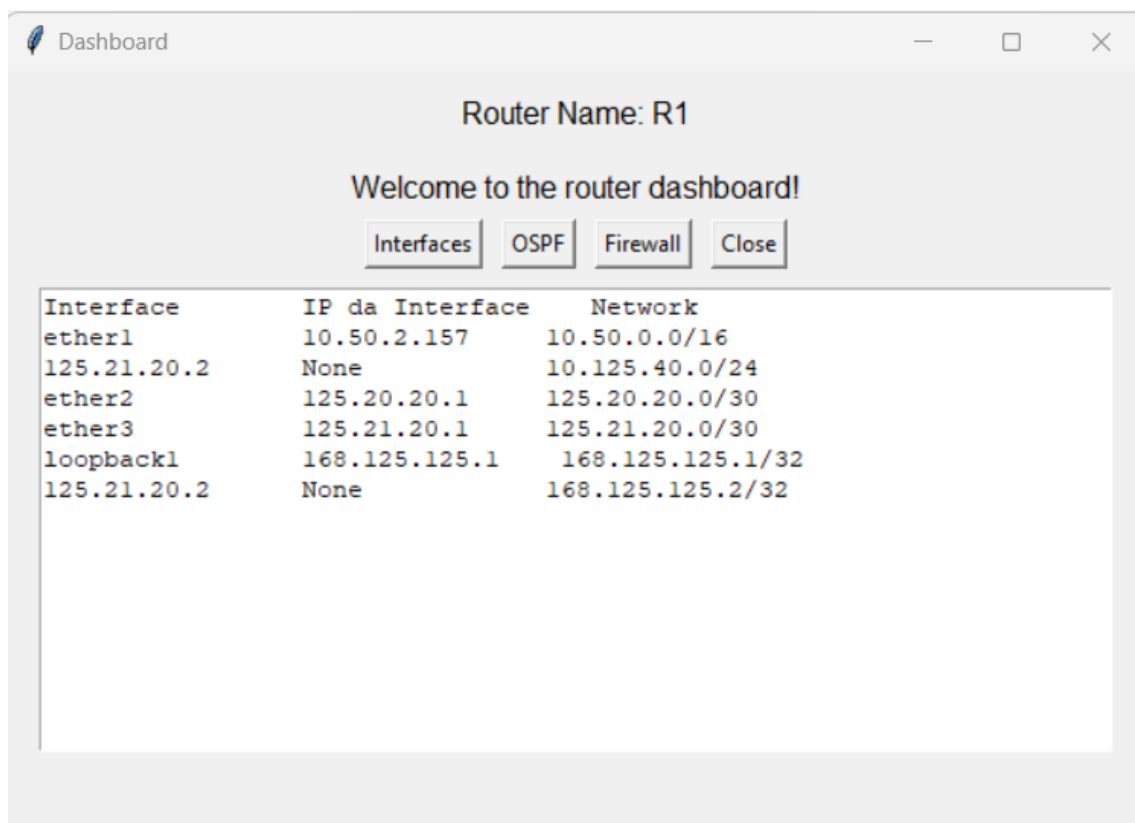 Dashboard
Router Name: R1
Welcome to the router dashboard!
Interfaces OSPF Firewall Close
Interface IP da Interface Network
ether1 10.50.2.157 10.50.0.0/16
125.21.20.2 None 10.125.40.0/24
ether2 125.20.20.1 125.20.20.0/30
ether3 125.21.20.1 125.21.20.0/30
loopback1 168.125.125.1 168.125.125.1/32
125.21.20.2 None 168.125.125.2/32